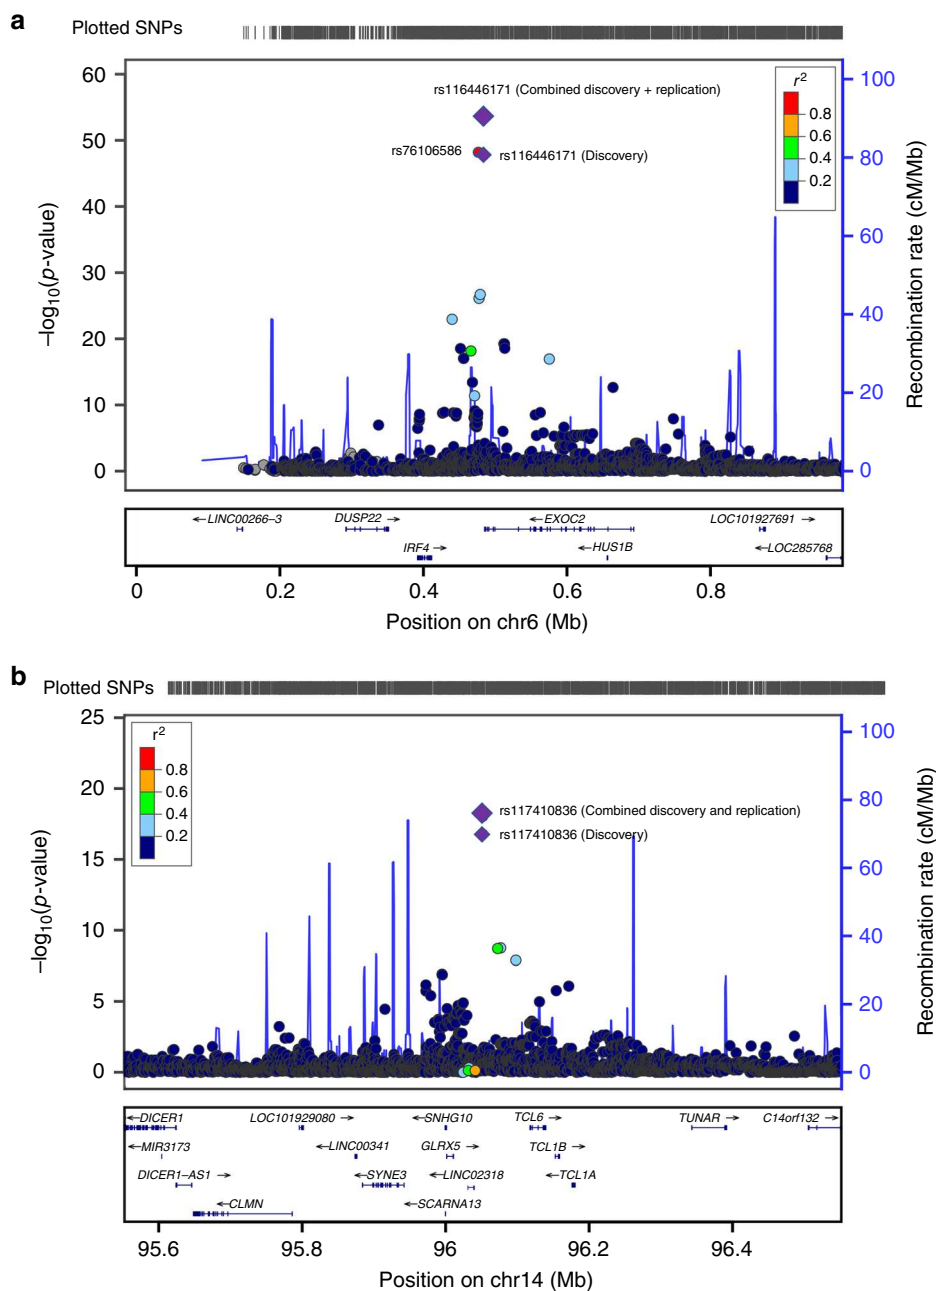 a
Plotted SNPs
60
50
40
30
20
10
0
–log10(p-value)
100
80
60
40
20
0
Recombination rate (cM/Mb)
r2
0.8
0.6
0.4
0.2
rs116446171 (Combined discovery + replication)
rs76106586
rs116446171 (Discovery)
←LINC00266–3
DUSP22 →
←EXOC2
LOC101927691 →
IRF4 →
←HUS1B
←LOC285768
0 0.2 0.4 0.6 0.8
Position on chr6 (Mb)
b
Plotted SNPs
25
20
15
10
5
0
–log10(p-value)
100
80
60
40
20
0
Recombination rate (cM/Mb)
r2
0.8
0.6
0.4
0.2
rs117410836 (Combined discovery and replication)
rs117410836 (Discovery)
←DICER1
LOC101929080 →
←SNHG10
TCL6 →
TUNAR →
C14orf132 →
←MIR3173
←LINC00341
GLRX5 →
TCL1B →
DICER1–AS1 →
←SYNE3
←LINC02318
←TCL1A
←CLMN
←SCARNA13
95.6 95.8 96 96.2 96.4
Position on chr14 (Mb)